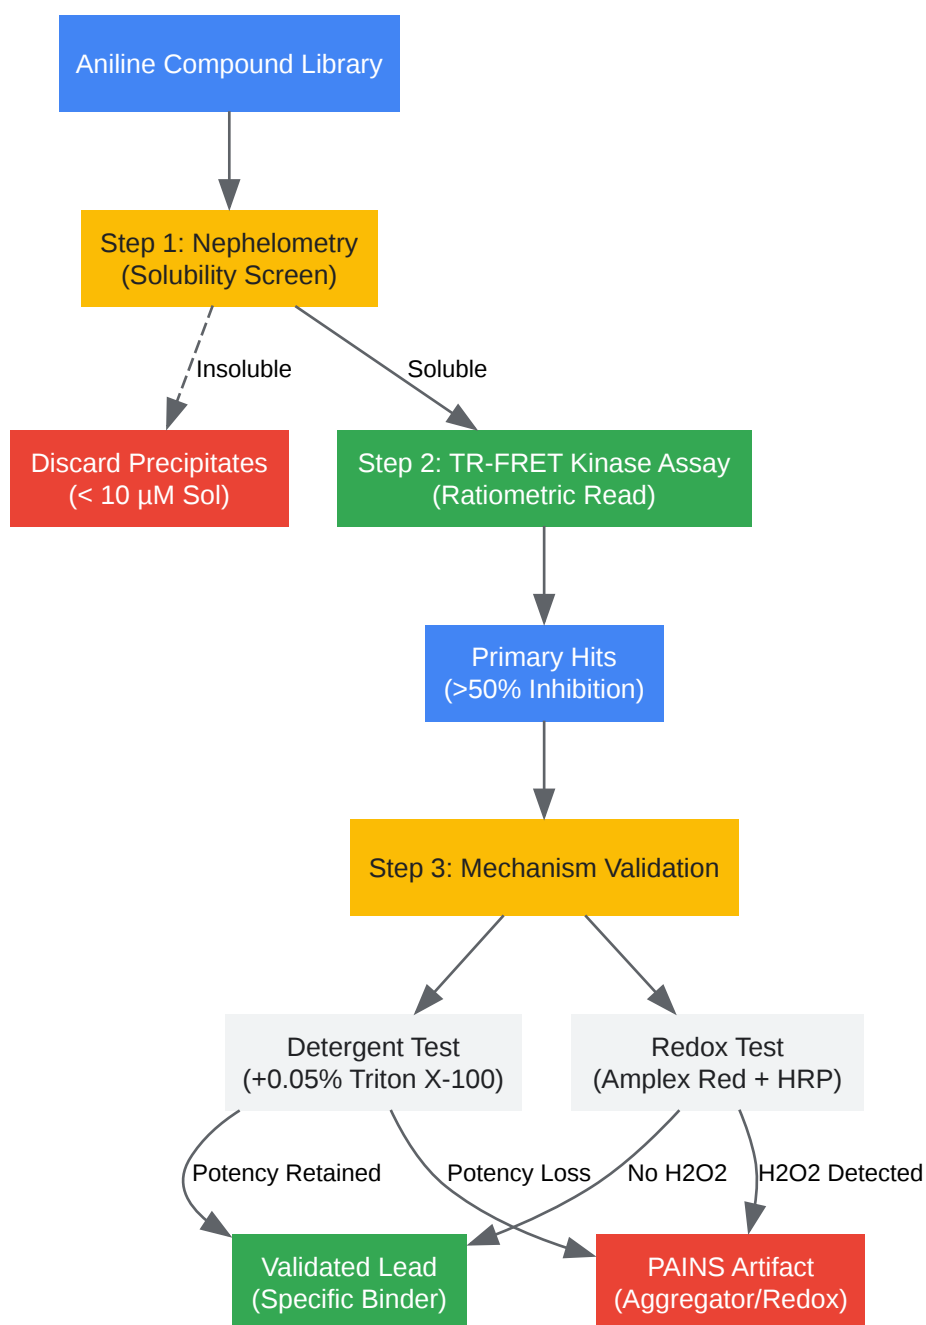 Aniline Compound Library
Step 1: Nephelometry
(Solubility Screen)
Insoluble
Soluble
Discard Precipitates
(< 10 µM Sol)
Step 2: TR-FRET Kinase Assay
(Ratiometric Read)
Primary Hits
(>50% Inhibition)
Step 3: Mechanism Validation
Detergent Test
(+0.05% Triton X-100)
Redox Test
(Amplex Red + HRP)
Potency Retained
Potency Loss
No H2O2
H2O2 Detected
Validated Lead
(Specific Binder)
PAINS Artifact
(Aggregator/Redox)